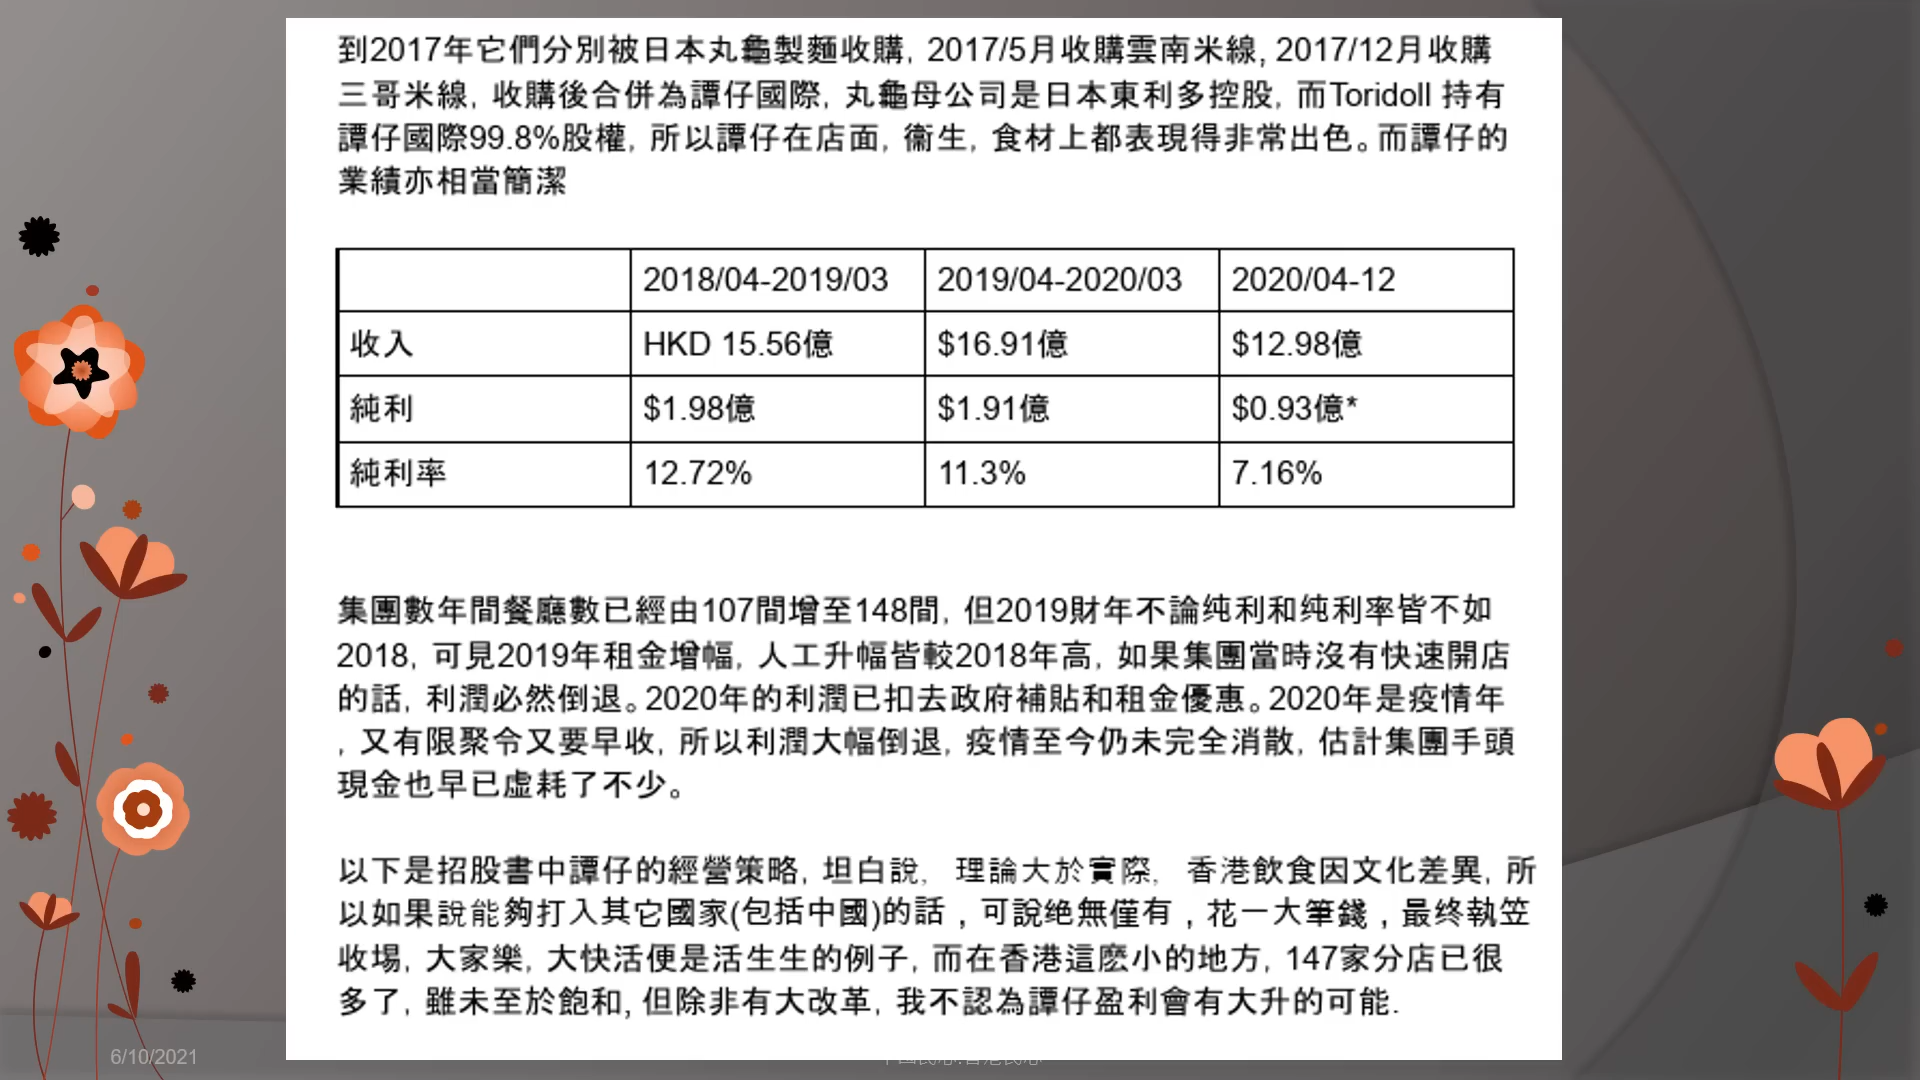 到2017年它們分別被日本丸龜製麵收購, 2017/5月收購雲南米線, 2017/12月收購
三哥米線, 收購後合併為譚仔國際, 丸龜母公司是日本東利多控股, 而Toridoll 持有
譚仔國際99.8%股權, 所以譚仔在店面, 衞生, 食材上都表現得非常出色。而譚仔的
業績亦相當簡潔
2018/04-2019/03 2019/04-2020/03 2020/04-12
收入 HKD 15.56億 $16.91億 $12.98億
純利 $1.98億 $1.91億 $0.93億*
純利率 12.72% 11.3% 7.16%
集團數年間餐廳數已經由107間增至148間, 但2019財年不論纯利和纯利率皆不如
2018, 可見2019年租金增幅, 人工升幅皆較2018年高, 如果集團當時沒有快速開店
的話, 利潤必然倒退。2020年的利潤已扣去政府補貼和租金優惠。2020年是疫情年
, 又有限聚令又要早收, 所以利潤大幅倒退, 疫情至今仍未完全消散, 估計集團手頭
現金也早已虛耗了不少。
以下是招股書中譚仔的經營策略, 坦白說, 理論大於實際, 香港飲食因文化差異, 所
以如果說能夠打入其它國家(包括中國)的話，可說绝無僅有，花一大筆錢，最终執笠
收場, 大家樂, 大快活便是活生生的例子, 而在香港這麽小的地方, 147家分店已很
多了, 雖未至於飽和, 但除非有大改革, 我不認為譚仔盈利會有大升的可能.
6/10/2021